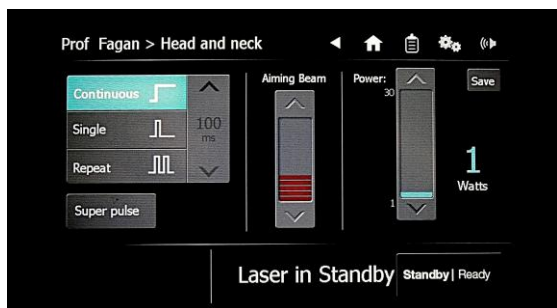 Prof Fagan > Head and neck
Continuous
Single
Repeat
100
ms
Super pulse
Aiming Beam
Power:
30
1
Save
1
Watts
Laser in Standby
Standby | Ready